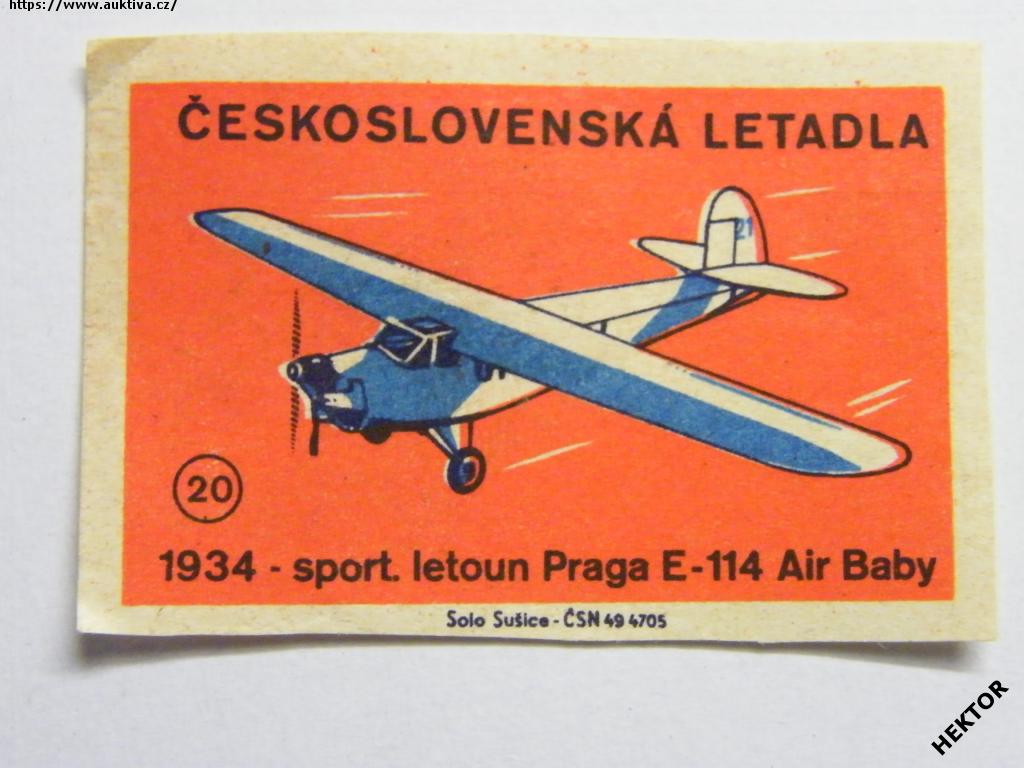 https://www.auktiva.cz/
ČESKOSLOVENSKÁ LETADLA
21
20
1934 - sport. letoun Praga E-114 Air Baby
Solo Sušice - ČSN 49 4705
HEKTOR